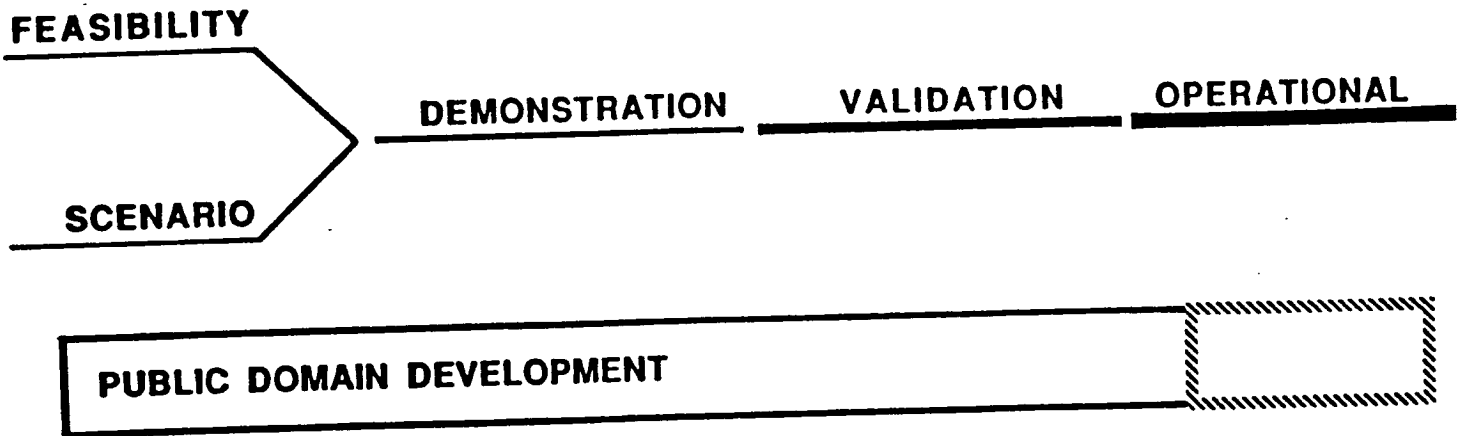 FEASIBILITY
DEMONSTRATION VALIDATION OPERATIONAL
SCENARIO
PUBLIC DOMAIN DEVELOPMENT